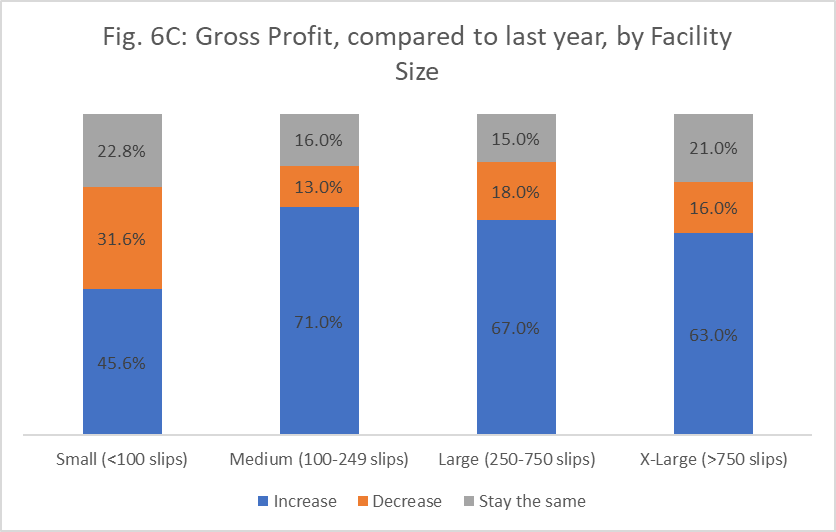 Fig. 6C: Gross Profit, compared to last year, by Facility
Size
22.8%
16.0%
15.0%
21.0%
31.6%
13.0%
18.0%
16.0%
45.6%
71.0%
67.0%
63.0%
Small (<100 slips)
Medium (100-249 slips)
Large (250-750 slips)
X-Large (>750 slips)
Increase
Decrease
Stay the same